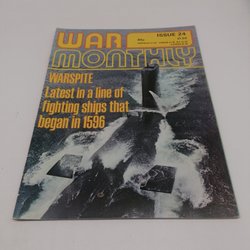 WAR
MONTHLY
ISSUE 24
WARSPITE
Latest in a line of
fighting ships that
began in 1596